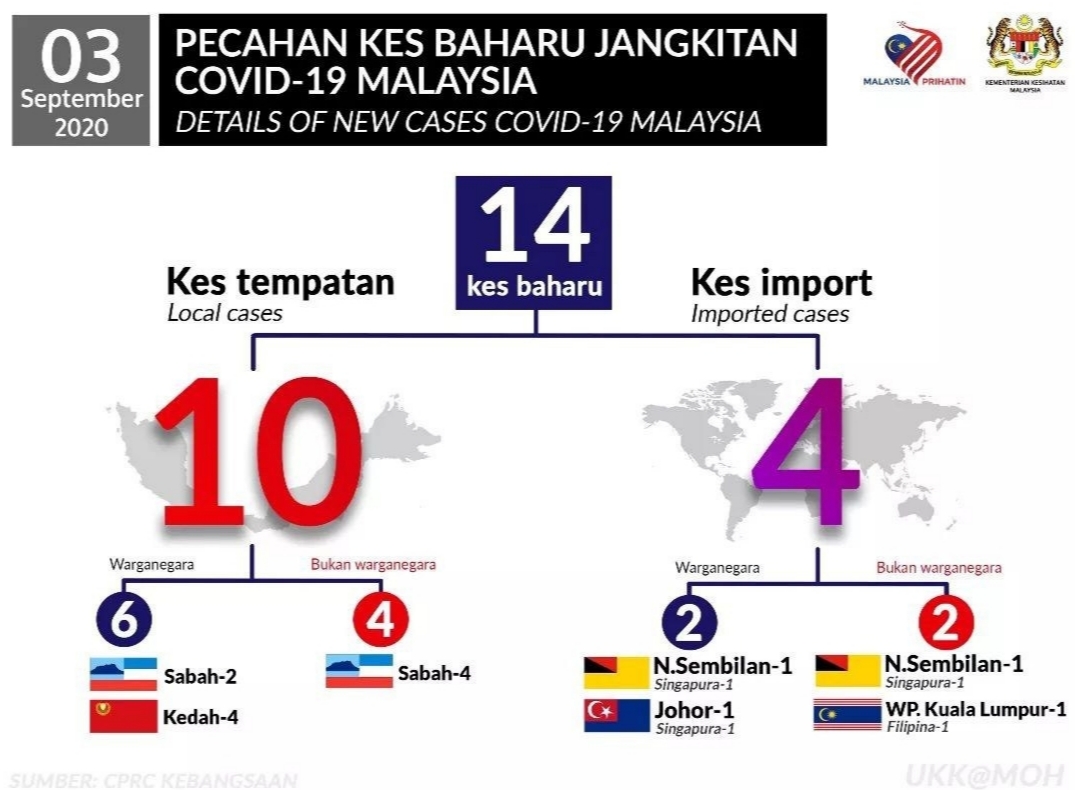 03
September
2020
PECAHAN KES BAHARU JANGKITAN
COVID-19 MALAYSIA
DETAILS OF NEW CASES COVID-19 MALAYSIA
MALAYSIA PRIHATIN
KEMENTERIAN KESIHATAN
MALAYSIA
14
kes baharu
Kes tempatan
Local cases
10
Warganegara
6
Sabah-2
Kedah-4
Bukan warganegara
4
Sabah-4
Kes import
Imported cases
4
Warganegara
2
N.Sembilan-1
Singapura-1
Johor-1
Singapura-1
Bukan warganegara
2
N.Sembilan-1
Singapura-1
WP. Kuala Lumpur-1
Filipina-1
SUMBER: CPRC KEBANGSAAN
UKK@MOH